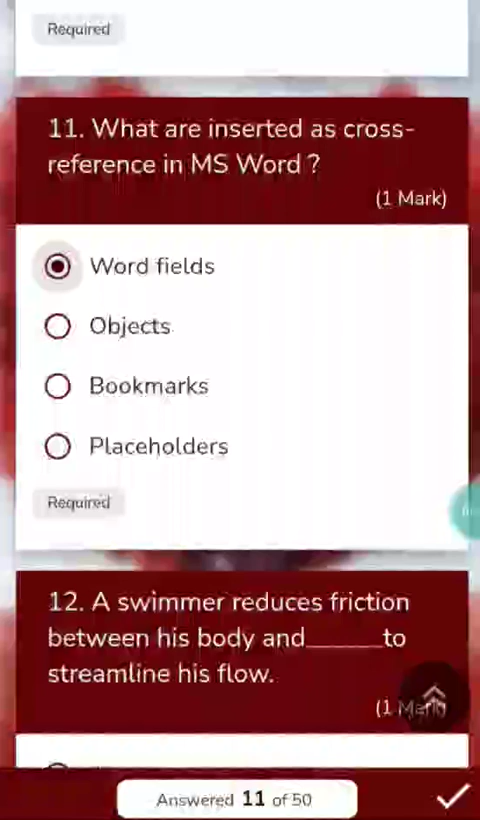 Required
11. What are inserted as cross-
reference in MS Word ?
(1 Mark)
Word fields
Objects
Bookmarks
Placeholders
Required
12. A swimmer reduces friction
between his body and______to
streamline his flow.
(1 Mark)
Answered 11 of 50